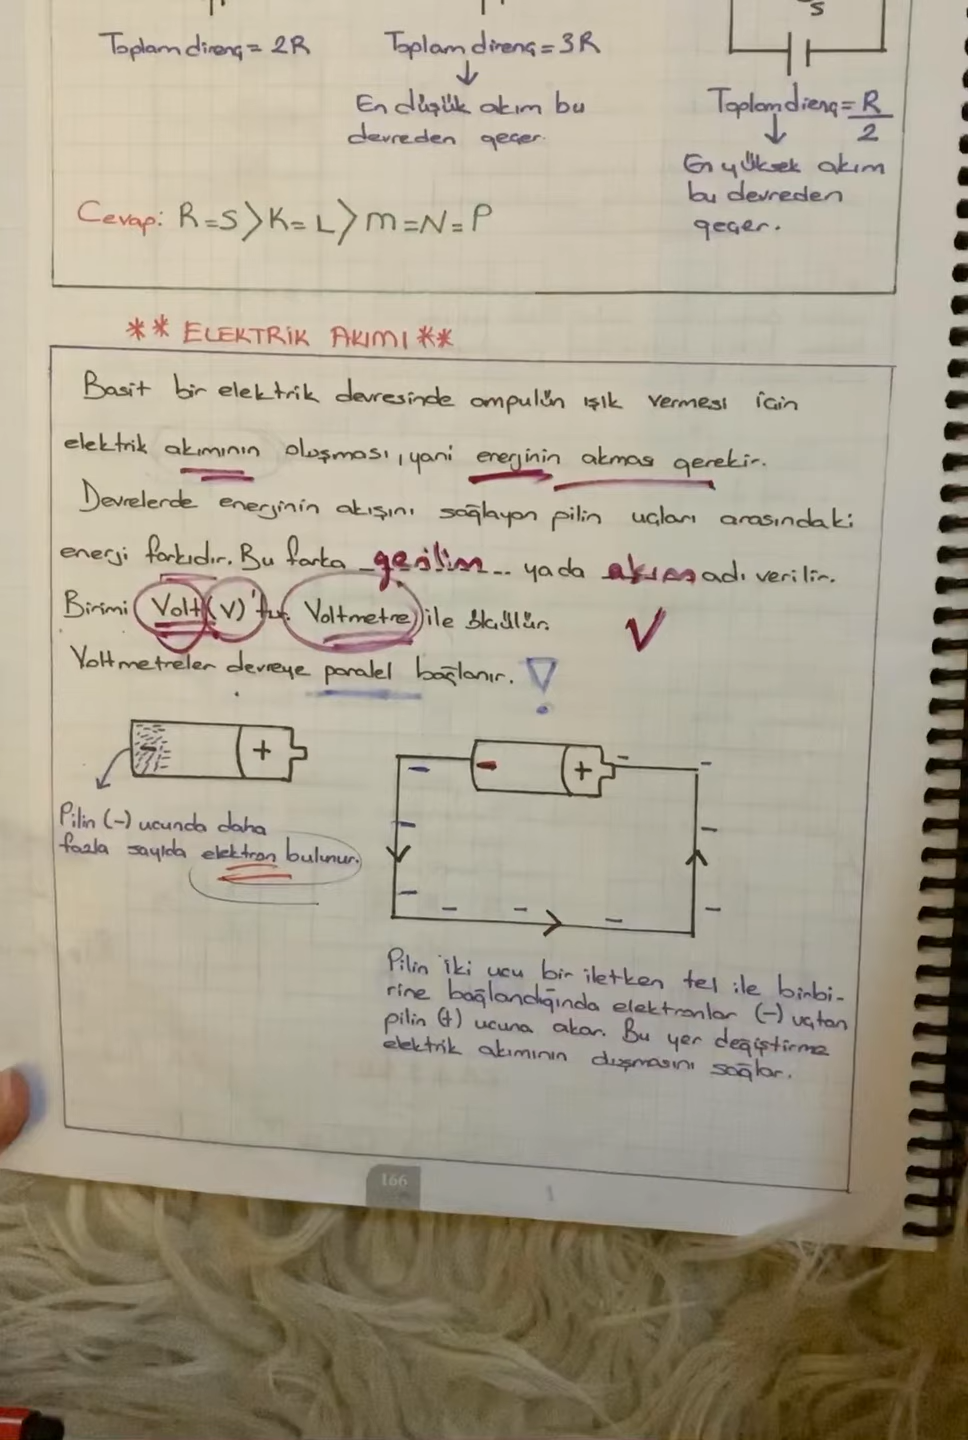 S
Toplam direnç = 2R
Toplam direnç = 3R
En düşük akım bu
devreden geçer.
Toplam direnç = R/2
En yüksek akım
bu devreden
geçer.
Cevap: R=S>K=L>M=N=P
** ELEKTRİK AKIMI **
Basit bir elektrik devresinde ampulün ışık vermesi için
elektrik akımının oluşması, yani enerjinin akması gerekir.
Devrelerde enerjinin akışını sağlayan pilin uçları arasındaki
enerji farkıdır. Bu farka gerilim ya da akım adı verilir.
Birimi Volt (V)'tur. Voltmetre ile ölçülür. V
Voltmetreler devreye paralel bağlanır. !
- +
- +
Pilin (-) ucunda daha
fazla sayıda elektron bulunur.
Pilin iki ucu bir iletken tel ile birbi-
rine bağlandığında elektronlar (-) uçtan
pilin (+) ucuna akar. Bu yer değiştirme
elektrik akımının oluşmasını sağlar.
166